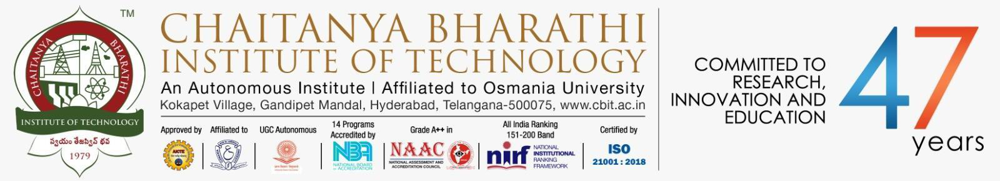 TM
CHAITANYA BHARATHI
INSTITUTE OF TECHNOLOGY
స్వయం తేజస్విన్ భవ
1979
CHAITANYA BHARATHI
INSTITUTE OF TECHNOLOGY
An Autonomous Institute | Affiliated to Osmania University
Kokapet Village, Gandipet Mandal, Hyderabad, Telangana-500075, www.cbit.ac.in
Approved by
AICTE
Affiliated to
UGC Autonomous
14 Programs
Accredited by
NBA
NATIONAL BOARD
OF ACCREDITATION
Grade A++ in
NAAC
NATIONAL ASSESSMENT AND
ACCREDITATION COUNCIL
All India Ranking
151-200 Band
nirf
NATIONAL
INSTITUTIONAL
RANKING
FRAMEWORK
Certified by
ISO
21001 : 2018
COMMITTED TO
RESEARCH,
INNOVATION AND
EDUCATION
47
years